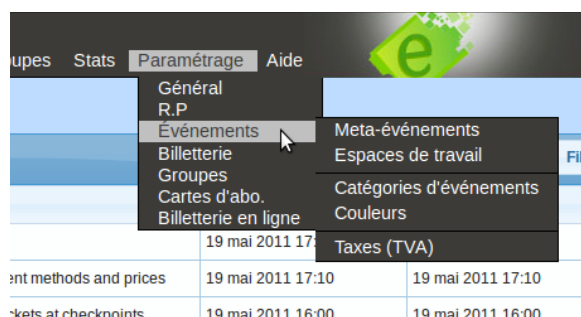 Stats Paramétrage Aide
Général
R.P
Événements
Meta-événements
Billetterie
Espaces de travail
Groupes
Catégories d'événements
Cartes d'abo.
Couleurs
Billetterie en ligne
19 mai 2011 17:
Taxes (TVA)
ent methods and prices 19 mai 2011 17:10 19 mai 2011 17:10
ckets at checkpoints 19 mai 2011 16:00 19 mai 2011 16:00